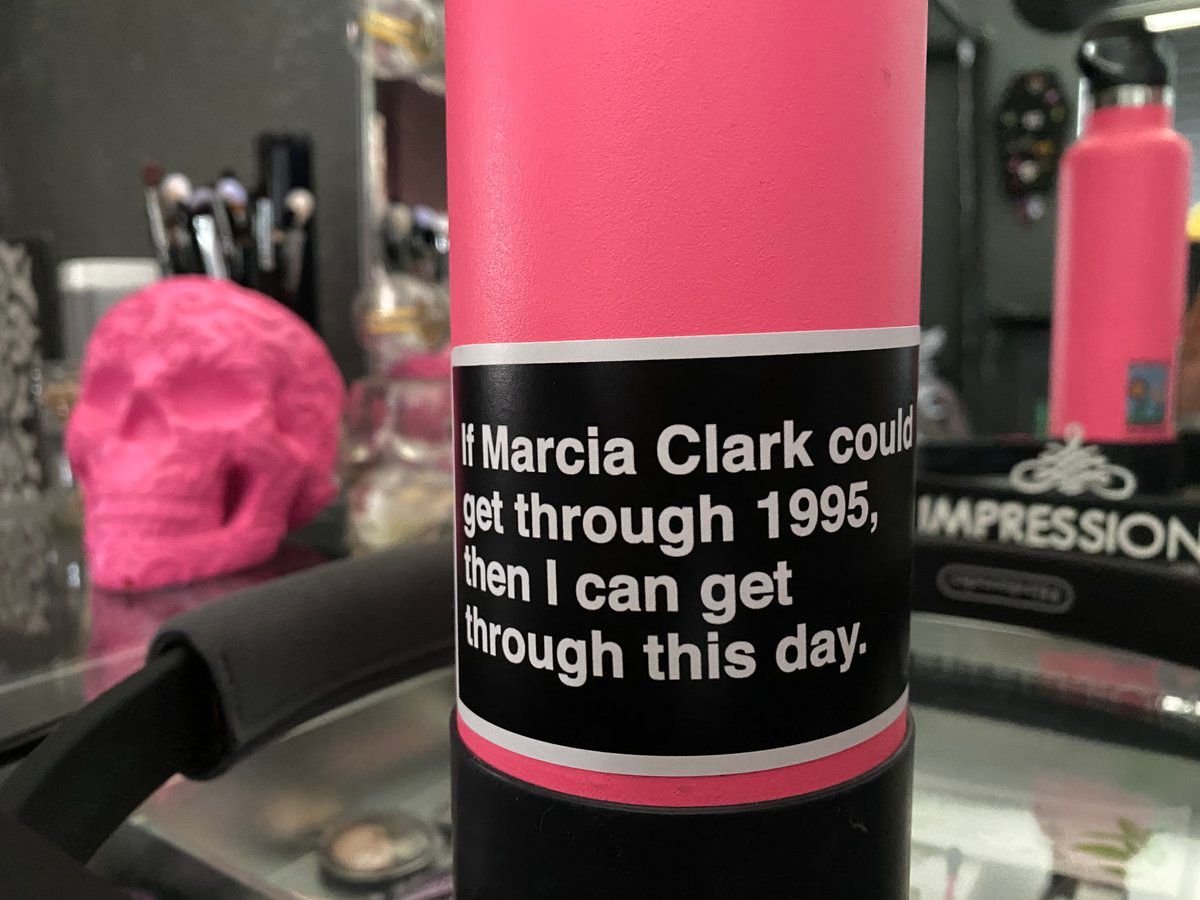 If Marcia Clark could
get through 1995,
then I can get
through this day.
IMPRESSION